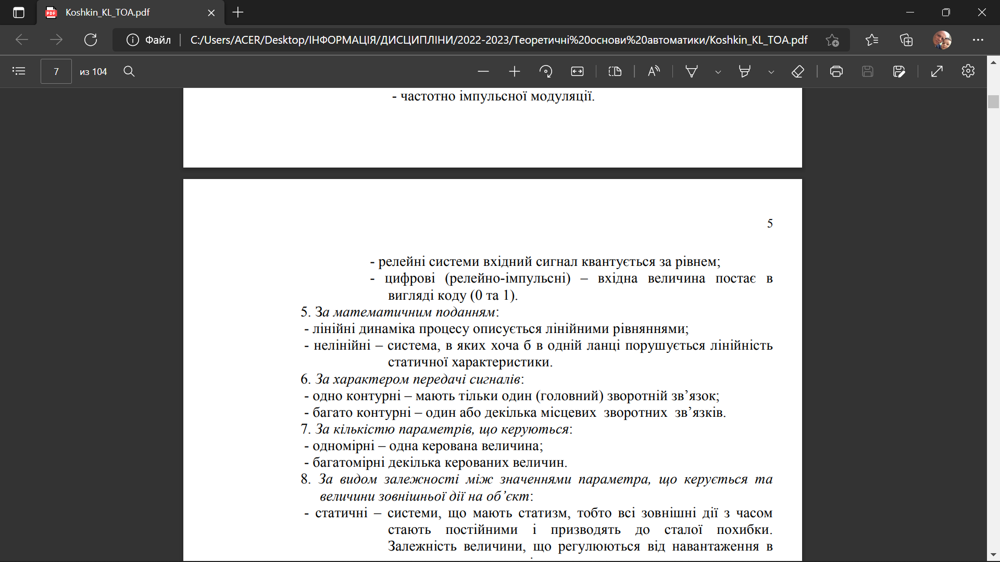 Koshkin_KL_TOA.pdf
Файл
C:/Users/ACER/Desktop/ІНФОРМАЦІЯ/ДИСЦИПЛІНИ/2022-2023/Теоретичні%20основи%20автоматики/Koshkin_KL_TOA.pdf
7 из 104
- частотно імпульсної модуляції.
5
- релейні системи вхідний сигнал квантується за рівнем;
- цифрові (релейно-імпульсні) – вхідна величина постає в
вигляді коду (0 та 1).
5. За математичним поданням:
- лінійні динаміка процесу описується лінійними рівняннями;
- нелінійні – система, в яких хоча б в одній ланці порушується лінійність
статичної характеристики.
6. За характером передачі сигналів:
- одно контурні – мають тільки один (головний) зворотній зв’язок;
- багато контурні – один або декілька місцевих зворотних зв’язків.
7. За кількістю параметрів, що керуються:
- одномірні – одна керована величина;
- багатомірні декілька керованих величин.
8. За видом залежності між значеннями параметра, що керується та
величини зовнішньої дії на об’єкт:
- статичні – системи, що мають статизм, тобто всі зовнішні дії з часом
стають постійними і призводять до сталої похибки.
Залежність величини, що регулюються від навантаження в